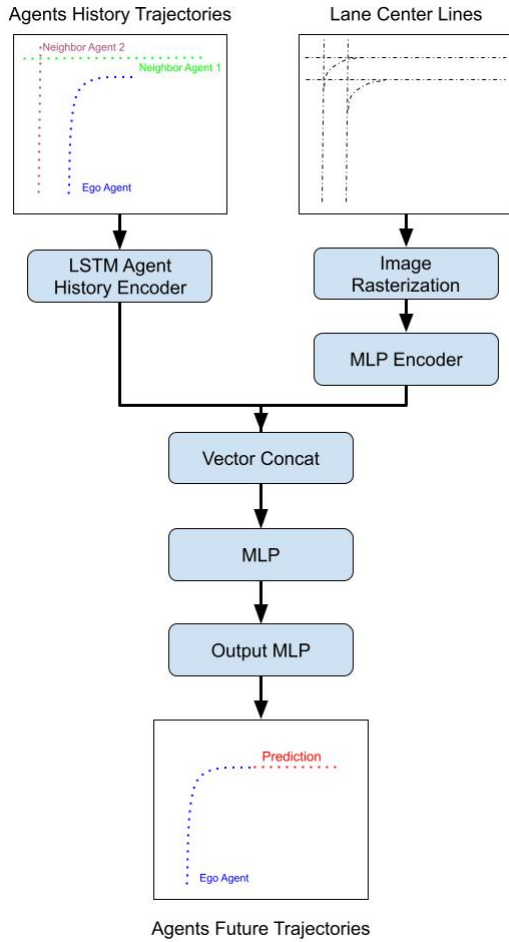 Agents History Trajectories
Lane Center Lines
Neighbor Agent 2
Neighbor Agent 1
Ego Agent
LSTM Agent
History Encoder
Image
Rasterization
MLP Encoder
Vector Concat
MLP
Output MLP
Prediction
Ego Agent
Agents Future Trajectories